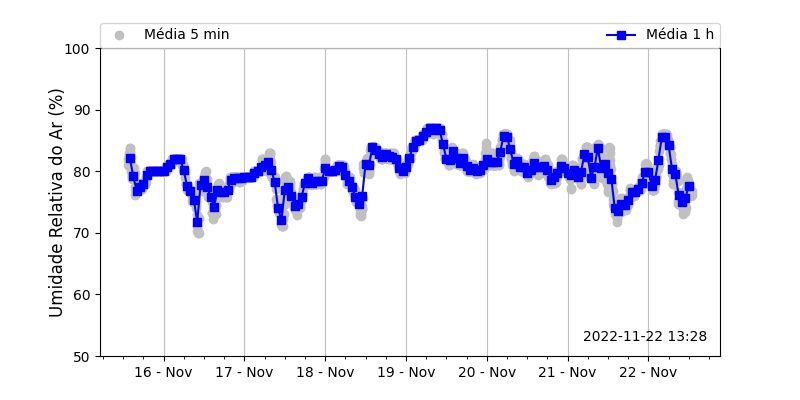 Média 5 min
Média 1 h
Umidade Relativa do Ar (%)
100
90
80
70
60
50
2022-11-22 13:28
16 - Nov
17 - Nov
18 - Nov
19 - Nov
20 - Nov
21 - Nov
22 - Nov